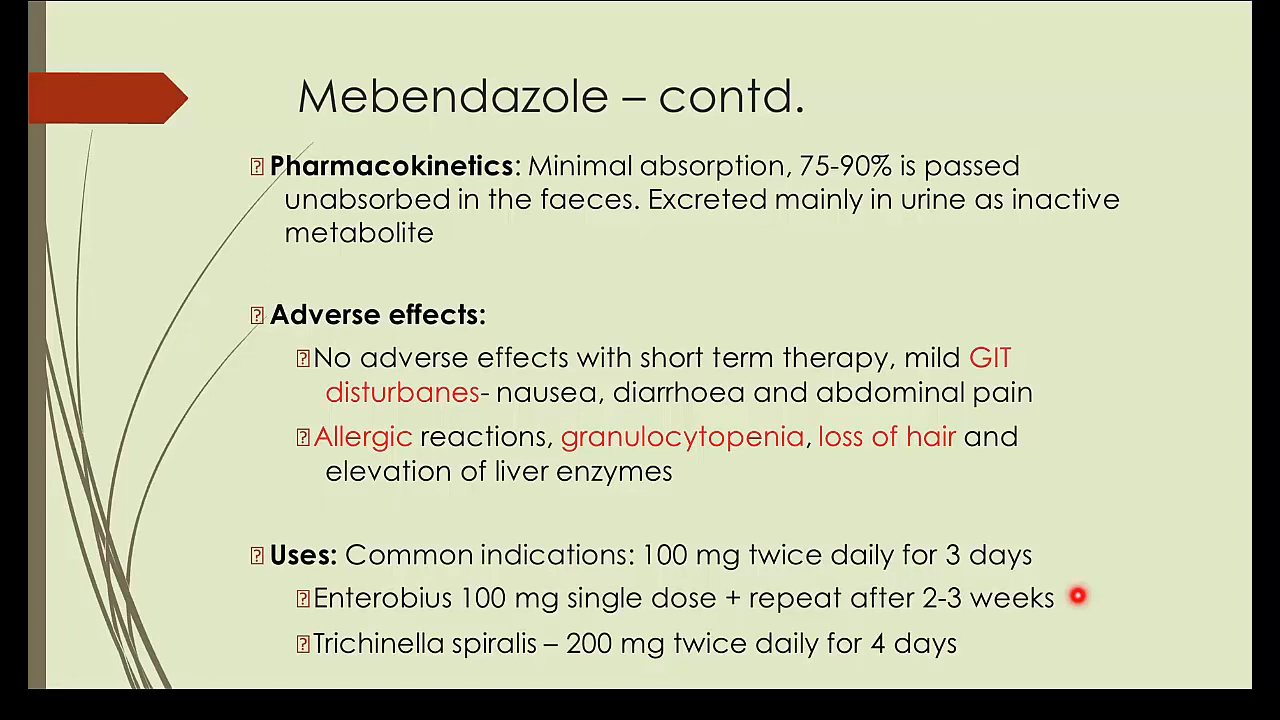 Mebendazole – contd.
Pharmacokinetics: Minimal absorption, 75-90% is passed
unabsorbed in the faeces. Excreted mainly in urine as inactive
metabolite
Adverse effects:
No adverse effects with short term therapy, mild GIT
disturbanes- nausea, diarrhoea and abdominal pain
Allergic reactions, granulocytopenia, loss of hair and
elevation of liver enzymes
Uses: Common indications: 100 mg twice daily for 3 days
Enterobius 100 mg single dose + repeat after 2-3 weeks
Trichinella spiralis – 200 mg twice daily for 4 days